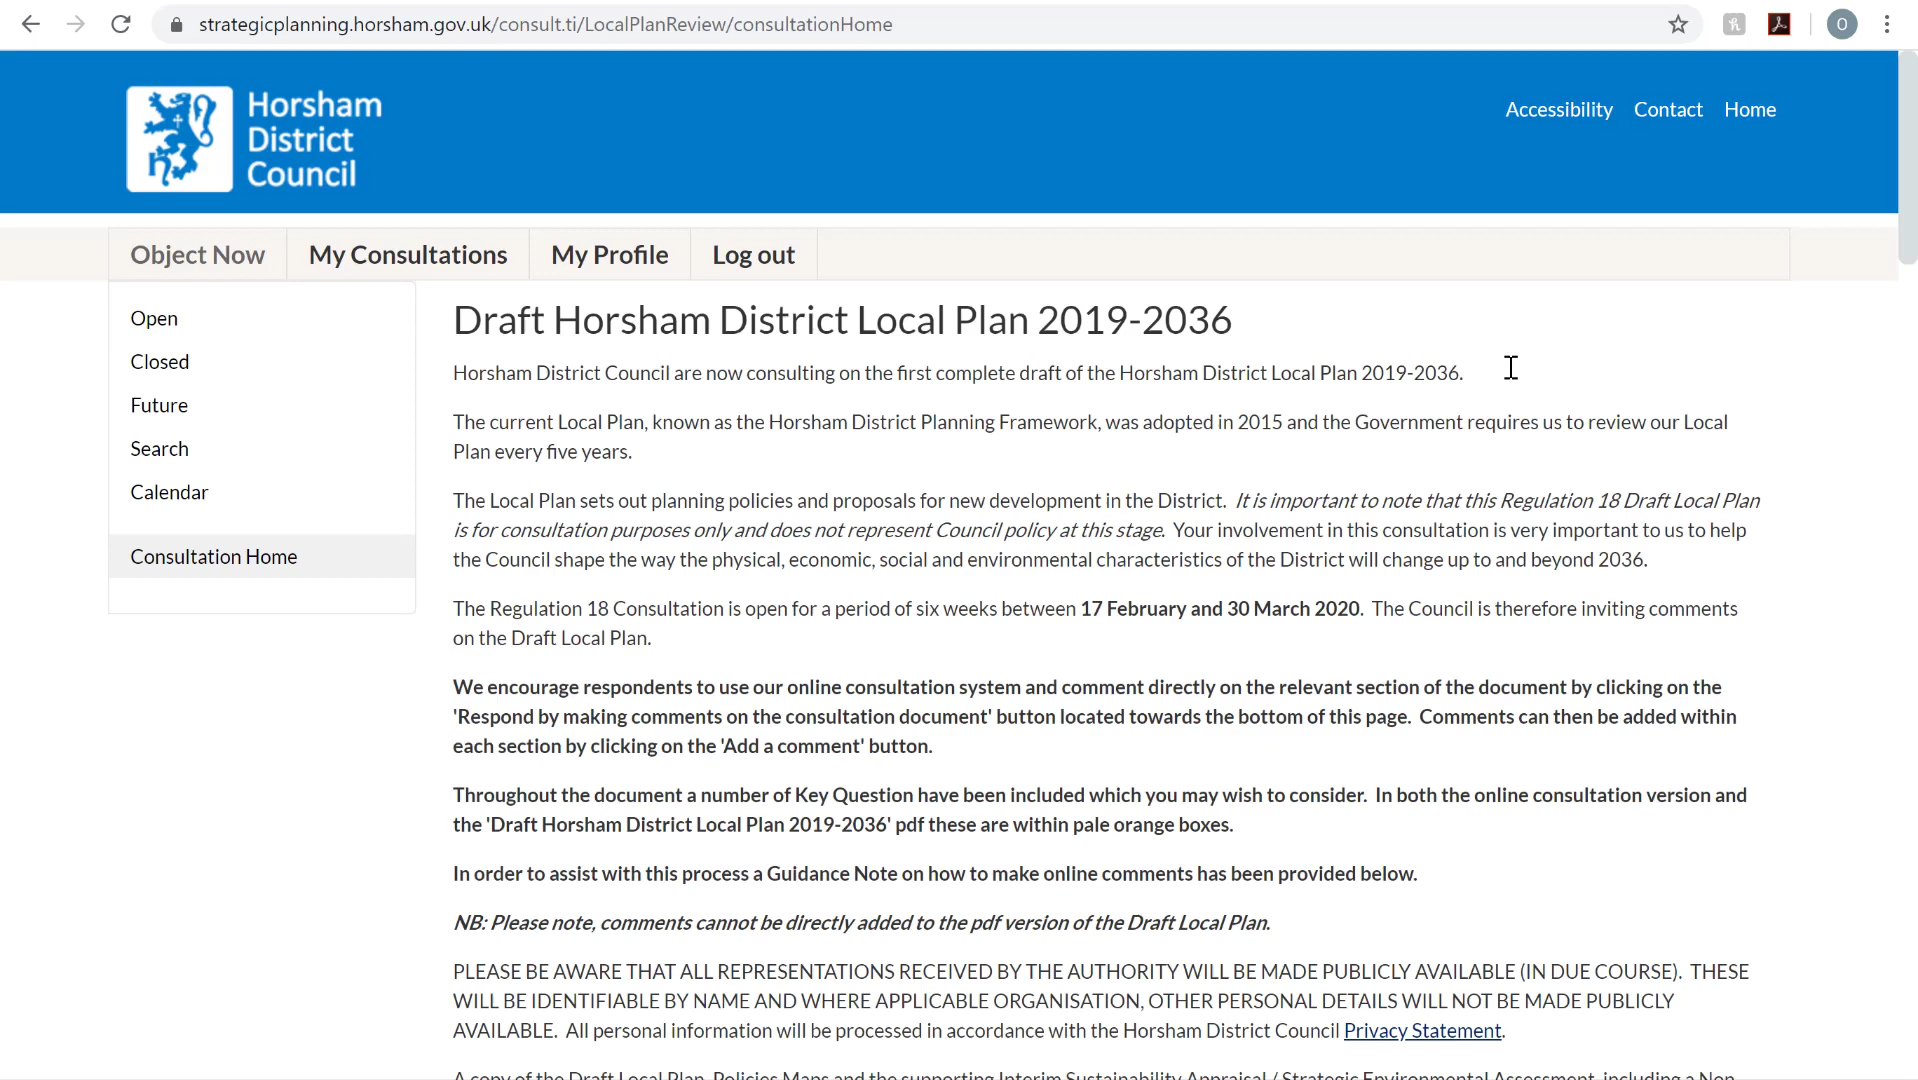 strategicplanning.horsham.gov.uk/consult.ti/LocalPlanReview/consultationHome
O
Horsham
District
Council
Accessibility Contact Home
Object Now My Consultations My Profile Log out
Open
Closed
Future
Search
Calendar
Consultation Home
Draft Horsham District Local Plan 2019-2036
Horsham District Council are now consulting on the first complete draft of the Horsham District Local Plan 2019-2036.
The current Local Plan, known as the Horsham District Planning Framework, was adopted in 2015 and the Government requires us to review our Local
Plan every five years.
The Local Plan sets out planning policies and proposals for new development in the District. It is important to note that this Regulation 18 Draft Local Plan
is for consultation purposes only and does not represent Council policy at this stage. Your involvement in this consultation is very important to us to help
the Council shape the way the physical, economic, social and environmental characteristics of the District will change up to and beyond 2036.
The Regulation 18 Consultation is open for a period of six weeks between 17 February and 30 March 2020. The Council is therefore inviting comments
on the Draft Local Plan.
We encourage respondents to use our online consultation system and comment directly on the relevant section of the document by clicking on the
'Respond by making comments on the consultation document' button located towards the bottom of this page. Comments can then be added within
each section by clicking on the 'Add a comment' button.
Throughout the document a number of Key Question have been included which you may wish to consider. In both the online consultation version and
the 'Draft Horsham District Local Plan 2019-2036' pdf these are within pale orange boxes.
In order to assist with this process a Guidance Note on how to make online comments has been provided below.
NB: Please note, comments cannot be directly added to the pdf version of the Draft Local Plan.
PLEASE BE AWARE THAT ALL REPRESENTATIONS RECEIVED BY THE AUTHORITY WILL BE MADE PUBLICLY AVAILABLE (IN DUE COURSE). THESE
WILL BE IDENTIFIABLE BY NAME AND WHERE APPLICABLE ORGANISATION, OTHER PERSONAL DETAILS WILL NOT BE MADE PUBLICLY
AVAILABLE. All personal information will be processed in accordance with the Horsham District Council Privacy Statement.
A copy of the Draft Local Plan, Policies Maps and the supporting Interim Sustainability Appraisal / Strategic Environmental Assessment, including a Non-